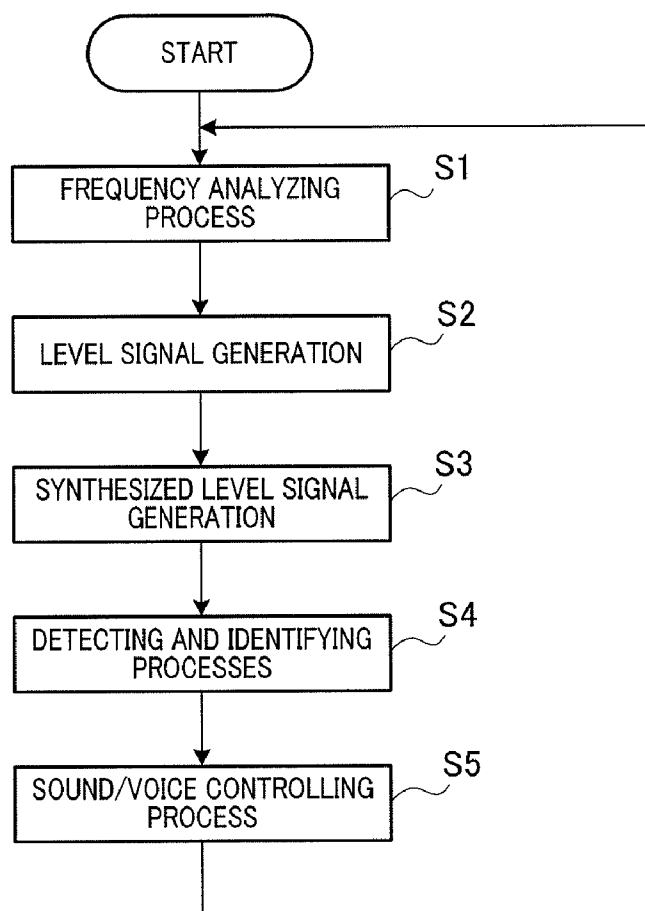 START
FREQUENCY ANALYZING
PROCESS
S1
LEVEL SIGNAL GENERATION
S2
SYNTHESIZED LEVEL SIGNAL
GENERATION
S3
DETECTING AND IDENTIFYING
PROCESSES
S4
SOUND/VOICE CONTROLLING
PROCESS
S5